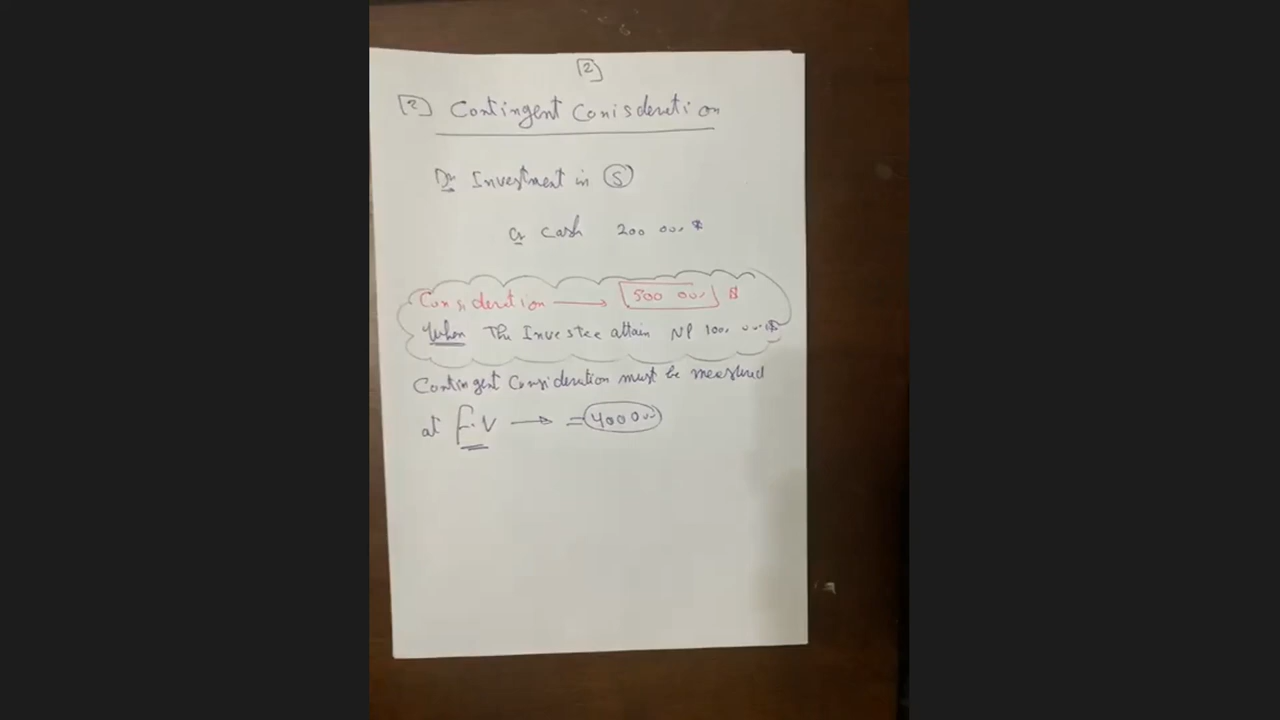 [2]
[2] Contingent Conisderation
Dr Investment in S
Cr Cash 200 000 $
Consideration → 500 000 $
When The Investee attain NP 1000 000 $
Contingent Consideration must be measured
at F.V → = 400000